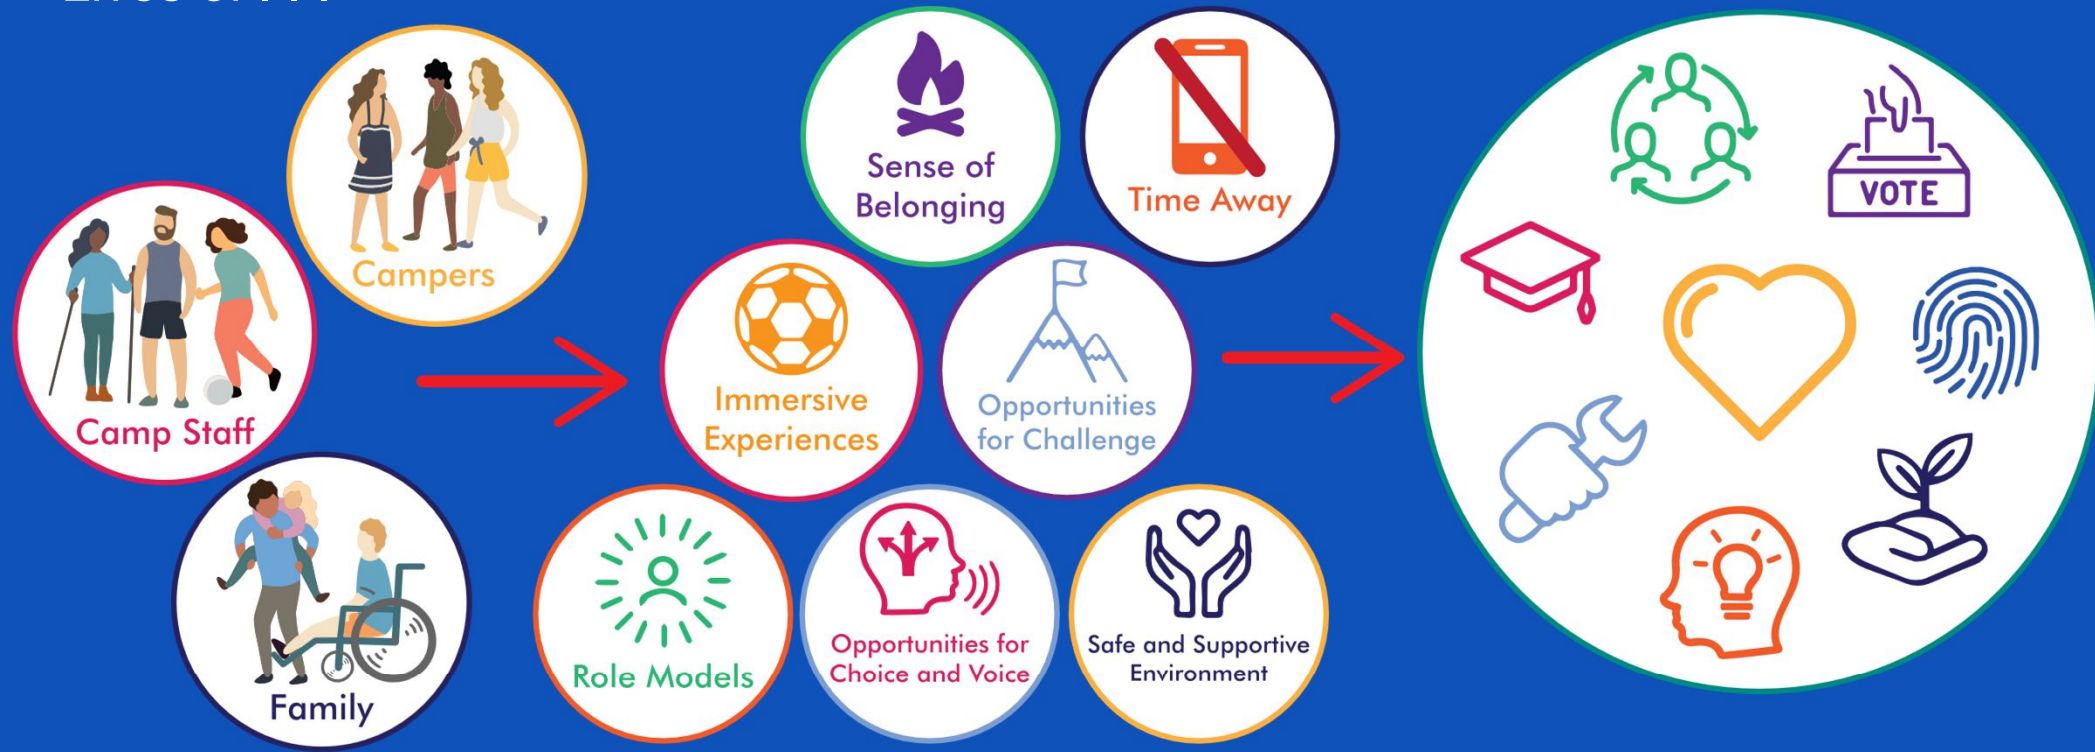 Campers
Camp Staff
Family
Sense of
Belonging
Time Away
Immersive
Experiences
Opportunities
for Challenge
Role Models
Opportunities for
Choice and Voice
Safe and Supportive
Environment
VOTE